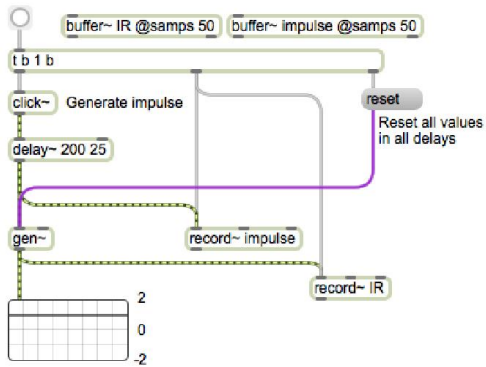 buffer~ IR @samps 50
buffer~ impulse @samps 50
t b 1 b
click~
Generate impulse
reset
Reset all values
in all delays
delay~ 200 25
gen~
record~ impulse
record~ IR
2
0
-2